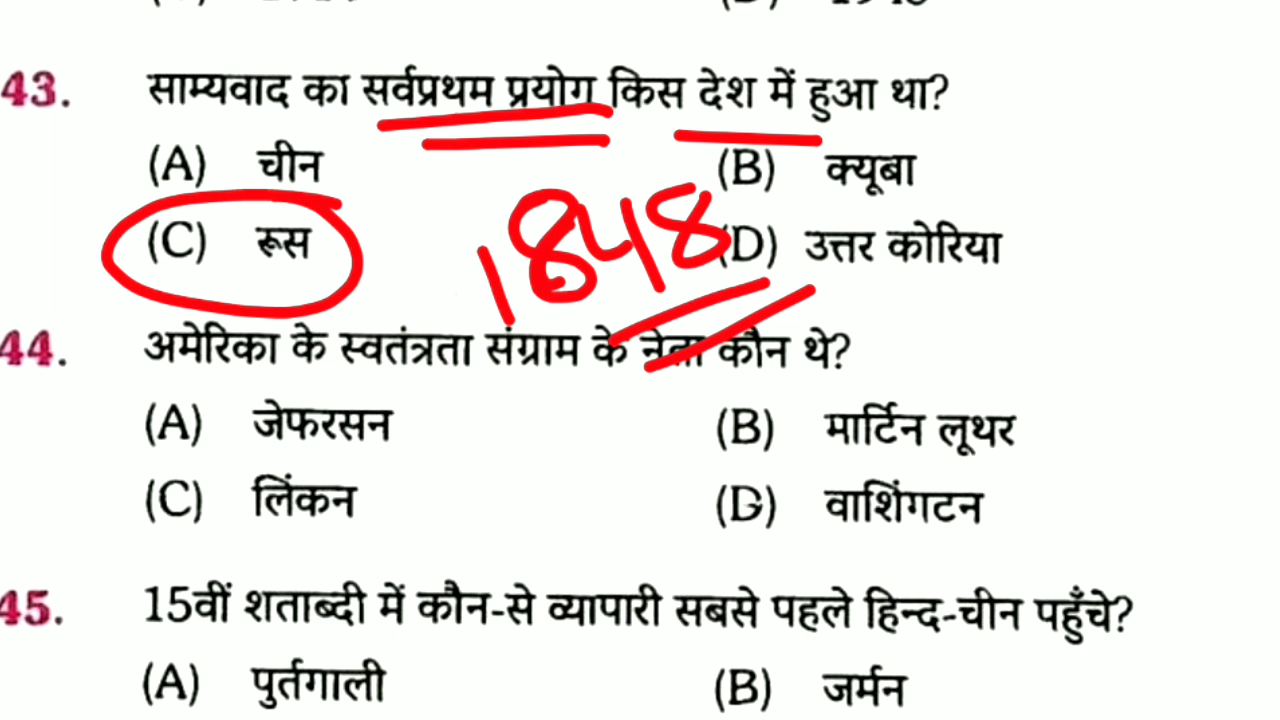 43. साम्यवाद का सर्वप्रथम प्रयोग किस देश में हुआ था?
(A) चीन (B) क्यूबा
(C) रूस 1848 (D) उत्तर कोरिया
44. अमेरिका के स्वतंत्रता संग्राम के नेता कौन थे?
(A) जेफरसन (B) मार्टिन लूथर
(C) लिंकन (D) वाशिंगटन
45. 15वीं शताब्दी में कौन-से व्यापारी सबसे पहले हिन्द-चीन पहुँचे?
(A) पुर्तगाली (B) जर्मन